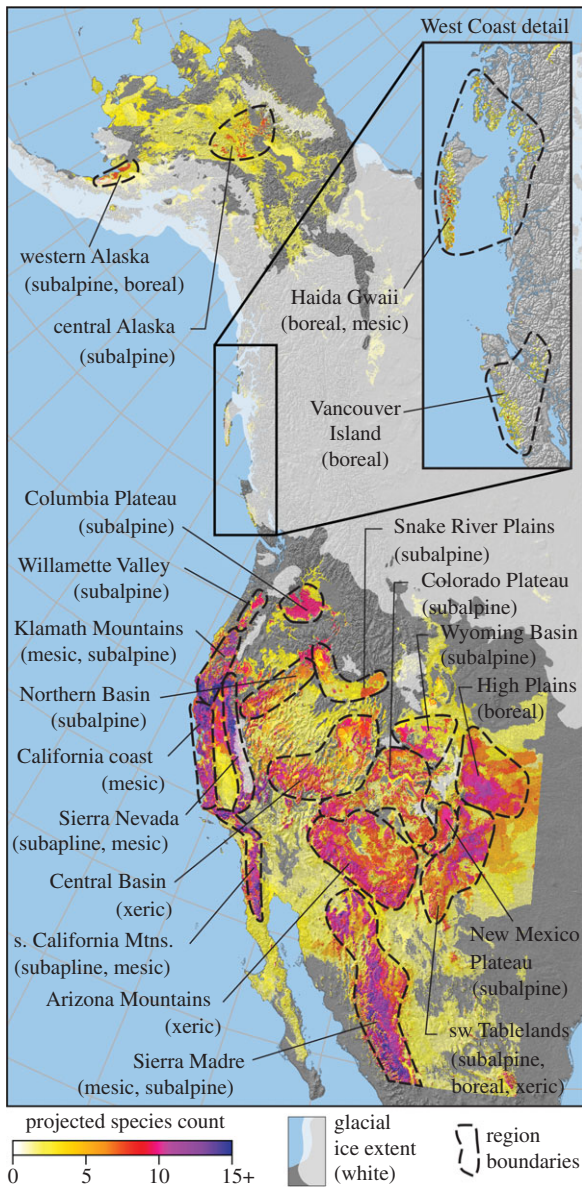 West Coast detail
western Alaska
(subalpine, boreal)
central Alaska
(subalpine)
Haida Gwaii
(boreal, mesic)
Vancouver
Island
(boreal)
Columbia Plateau
(subalpine)
Willamette Valley
(subalpine)
Klamath Mountains
(mesic, subalpine)
Northern Basin
(subalpine)
California coast
(mesic)
Sierra Nevada
(subapline, mesic)
Central Basin
(xeric)
s. California Mtns.
(subapline, mesic)
Arizona Mountains
(xeric)
Sierra Madre
(mesic, subalpine)
Snake River Plains
(subalpine)
Colorado Plateau
(subalpine)
Wyoming Basin
(subalpine)
High Plains
(boreal)
New Mexico
Plateau
(subalpine)
sw Tablelands
(subalpine,
boreal, xeric)
projected species count
0 5 10 15+
glacial
ice extent
(white)
region
boundaries